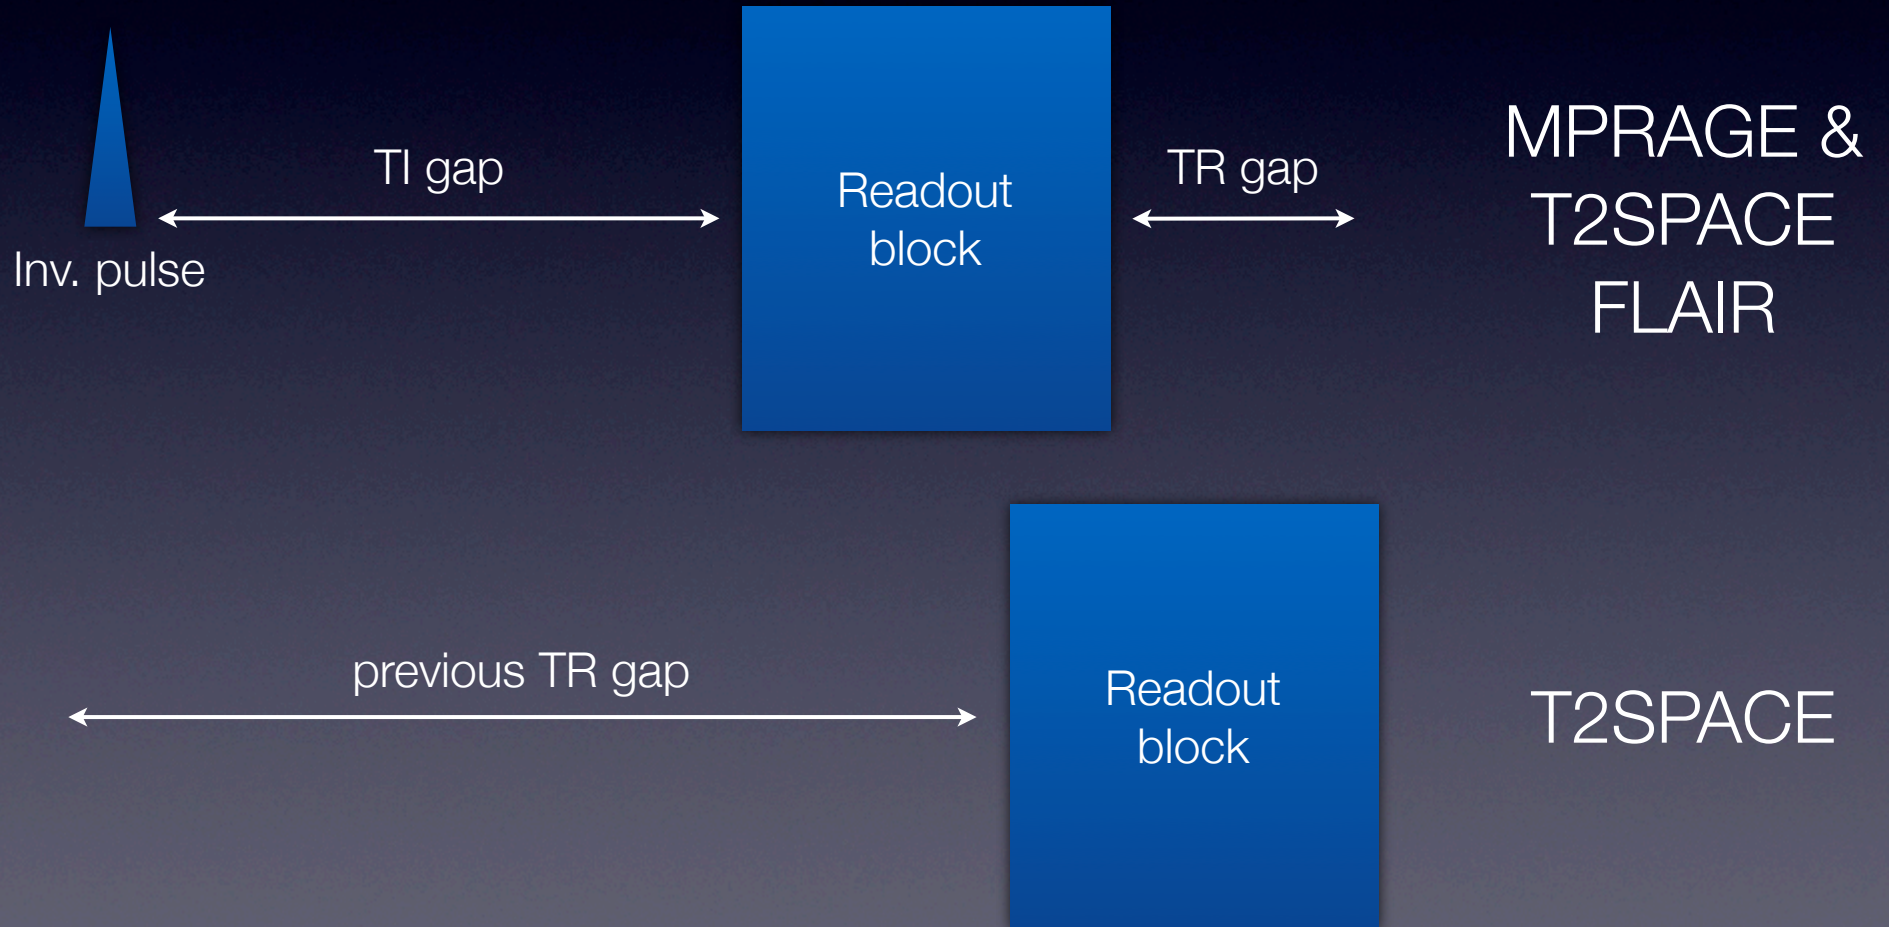 TI gap
Inv. pulse
Readout
block
TR gap
MPRAGE &
T2SPACE
FLAIR
previous TR gap
Readout
block
T2SPACE